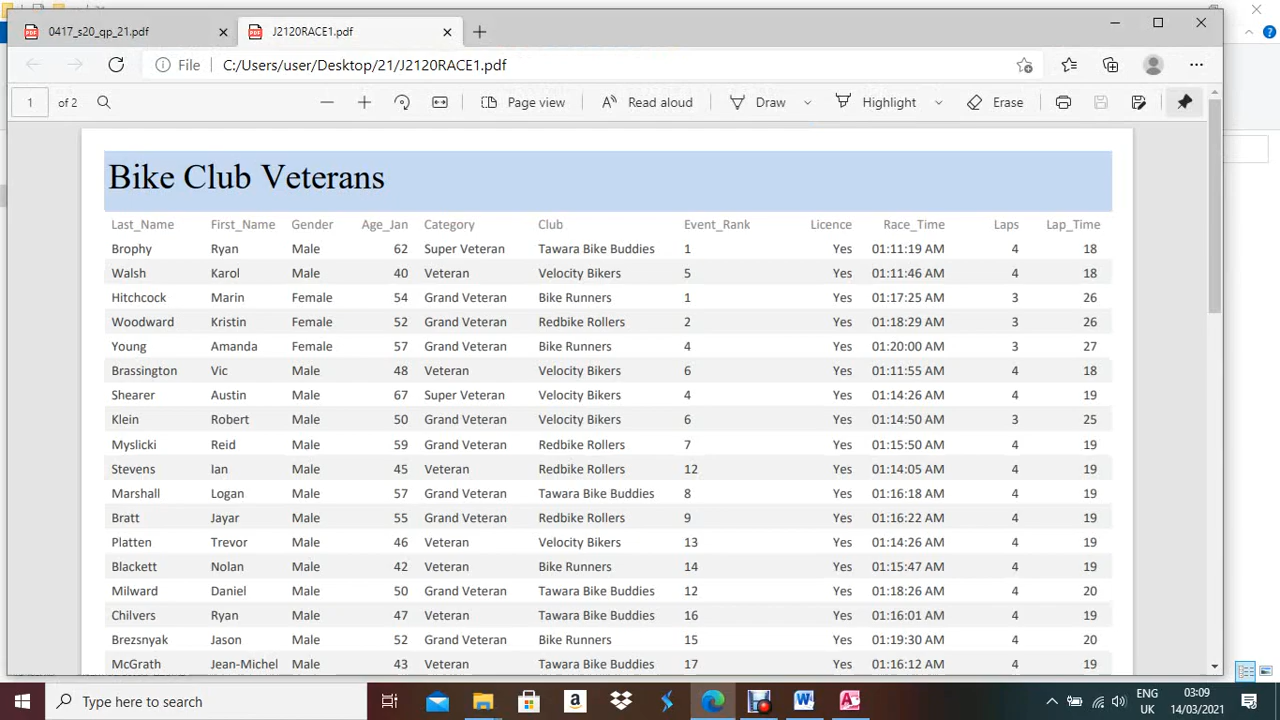 0417_s20_qp_21.pdf J2120RACE1.pdf
File C:/Users/user/Desktop/21/J2120RACE1.pdf
1 of 2 Page view Read aloud Draw Highlight Erase
Bike Club Veterans
Last_Name First_Name Gender Age_Jan Category Club Event_Rank Licence Race_Time Laps Lap_Time
Brophy Ryan Male 62 Super Veteran Tawara Bike Buddies 1 Yes 01:11:19 AM 4 18
Walsh Karol Male 40 Veteran Velocity Bikers 5 Yes 01:11:46 AM 4 18
Hitchcock Marin Female 54 Grand Veteran Bike Runners 1 Yes 01:17:25 AM 3 26
Woodward Kristin Female 52 Grand Veteran Redbike Rollers 2 Yes 01:18:29 AM 3 26
Young Amanda Female 57 Grand Veteran Bike Runners 4 Yes 01:20:00 AM 3 27
Brassington Vic Male 48 Veteran Velocity Bikers 6 Yes 01:11:55 AM 4 18
Shearer Austin Male 67 Super Veteran Velocity Bikers 4 Yes 01:14:26 AM 4 19
Klein Robert Male 50 Grand Veteran Velocity Bikers 6 Yes 01:14:50 AM 3 25
Myslicki Reid Male 59 Grand Veteran Redbike Rollers 7 Yes 01:15:50 AM 4 19
Stevens Ian Male 45 Veteran Redbike Rollers 12 Yes 01:14:05 AM 4 19
Marshall Logan Male 57 Grand Veteran Tawara Bike Buddies 8 Yes 01:16:18 AM 4 19
Bratt Jayar Male 55 Grand Veteran Redbike Rollers 9 Yes 01:16:22 AM 4 19
Platten Trevor Male 46 Veteran Velocity Bikers 13 Yes 01:14:26 AM 4 19
Blackett Nolan Male 42 Veteran Bike Runners 14 Yes 01:15:47 AM 4 19
Milward Daniel Male 50 Grand Veteran Tawara Bike Buddies 12 Yes 01:18:26 AM 4 20
Chilvers Ryan Male 47 Veteran Tawara Bike Buddies 16 Yes 01:16:01 AM 4 19
Brezsnyak Jason Male 52 Grand Veteran Bike Runners 15 Yes 01:19:30 AM 4 20
McGrath Jean-Michel Male 43 Veteran Tawara Bike Buddies 17 Yes 01:16:12 AM 4 19
Type here to search ENG 03:09
UK 14/03/2021